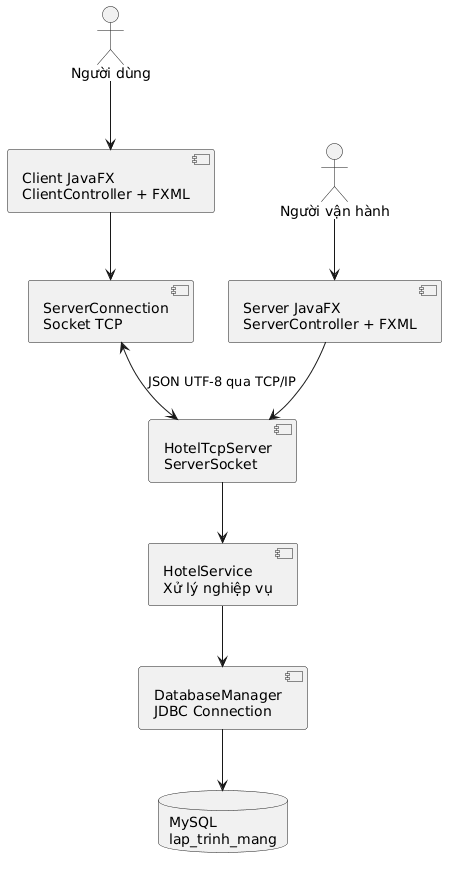 Người dùng
Client JavaFX
ClientController + FXML
Người vận hành
ServerConnection
Socket TCP
Server JavaFX
ServerController + FXML
JSON UTF-8 qua TCP/IP
HotelTcpServer
ServerSocket
HotelService
Xử lý nghiệp vụ
DatabaseManager
JDBC Connection
MySQL
lap_trinh_mang